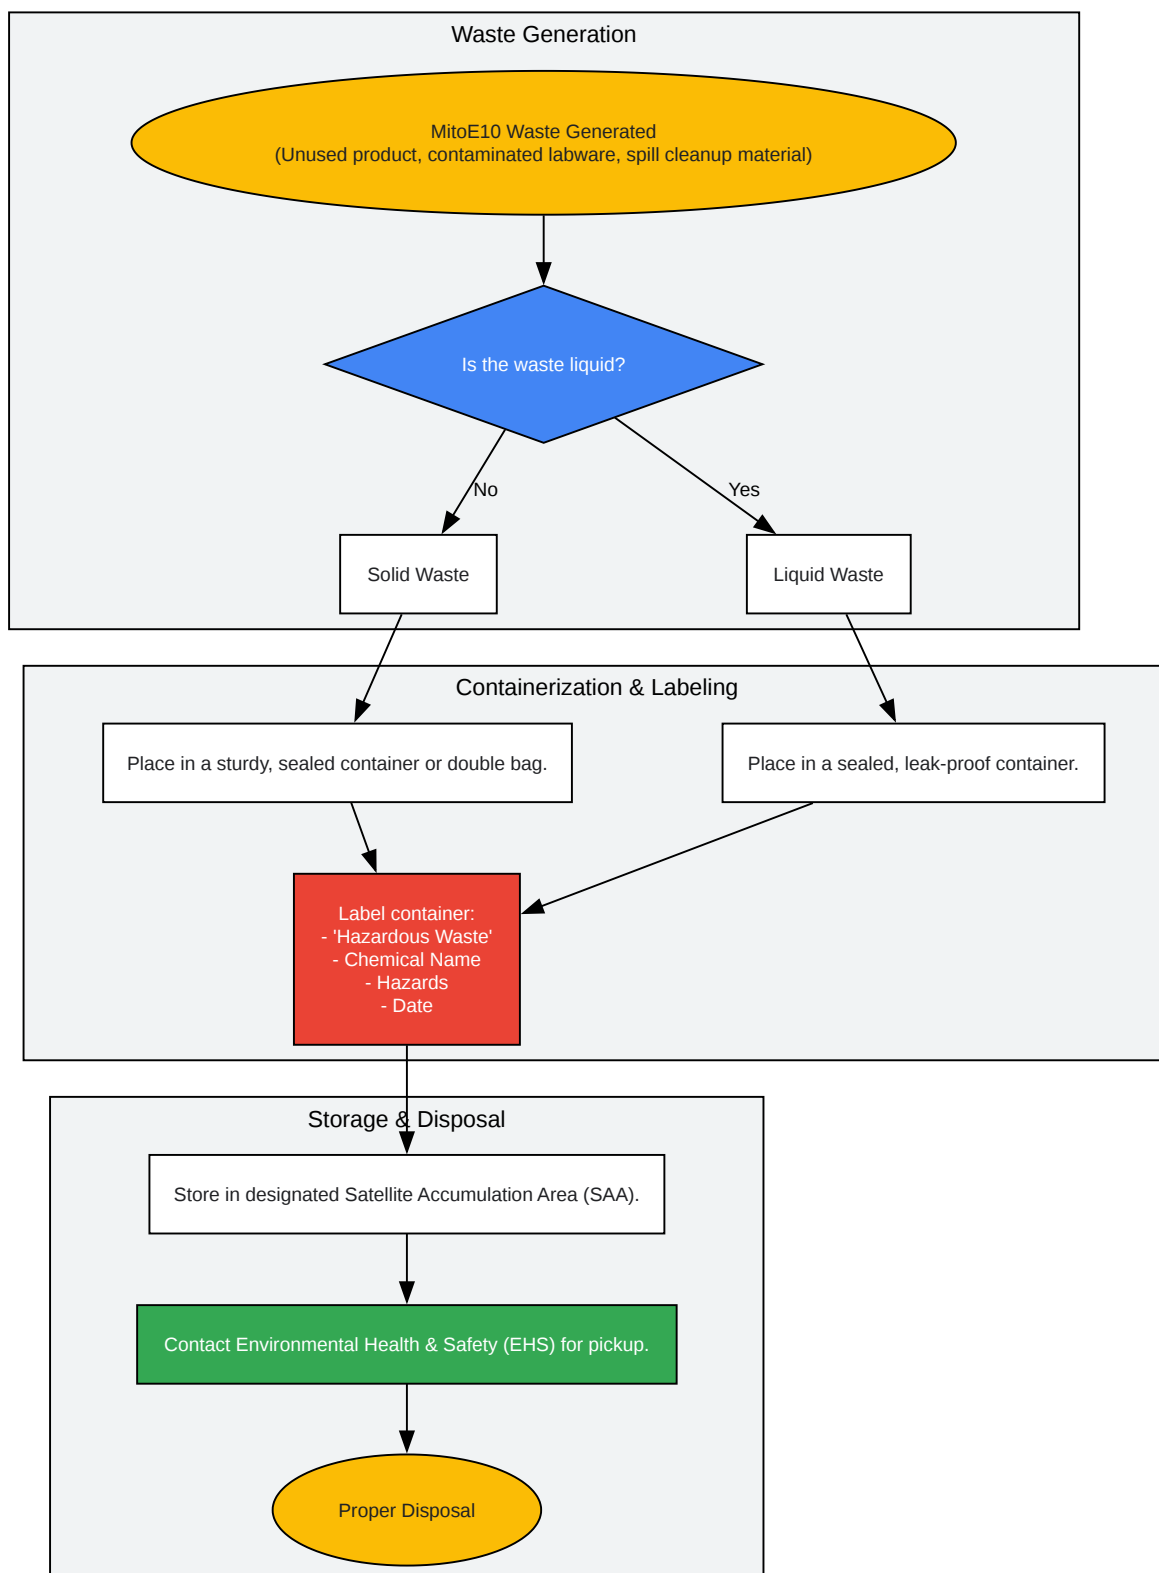 Waste Generation
MitoE10 Waste Generated
(Unused product, contaminated labware, spill cleanup material)
Is the waste liquid?
No
Yes
Solid Waste
Liquid Waste
Containerization & Labeling
Place in a sturdy, sealed container or double bag.
Place in a sealed, leak-proof container.
Label container:
- 'Hazardous Waste'
- Chemical Name
- Hazards
- Date
Storage & Disposal
Store in designated Satellite Accumulation Area (SAA).
Contact Environmental Health & Safety (EHS) for pickup.
Proper Disposal